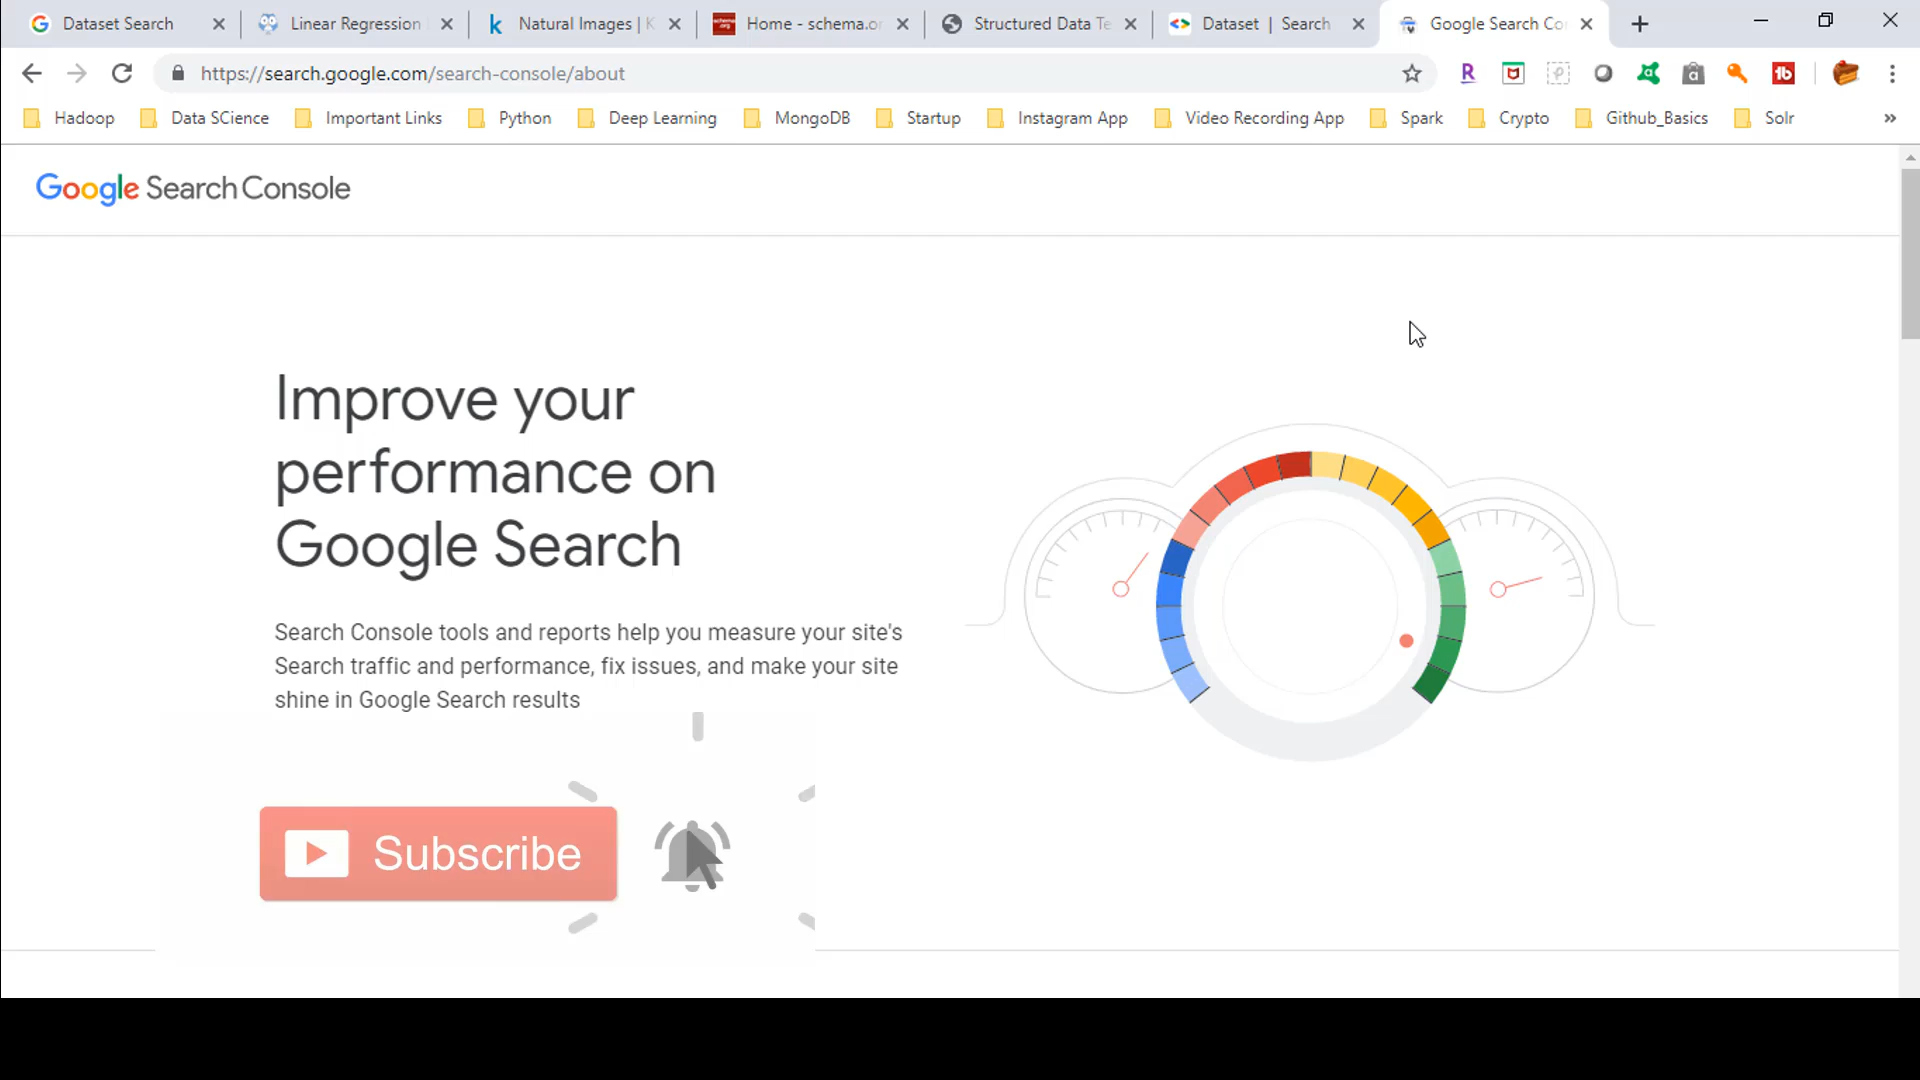 Dataset Search
Linear Regression
Natural Images | K
Home - schema.or
Structured Data Te
Dataset | Search
Google Search Co
https://search.google.com/search-console/about
Hadoop
Data SCience
Important Links
Python
Deep Learning
MongoDB
Startup
Instagram App
Video Recording App
Spark
Crypto
Github_Basics
Solr
Google Search Console
Improve your
performance on
Google Search
Search Console tools and reports help you measure your site's
Search traffic and performance, fix issues, and make your site
shine in Google Search results
Subscribe